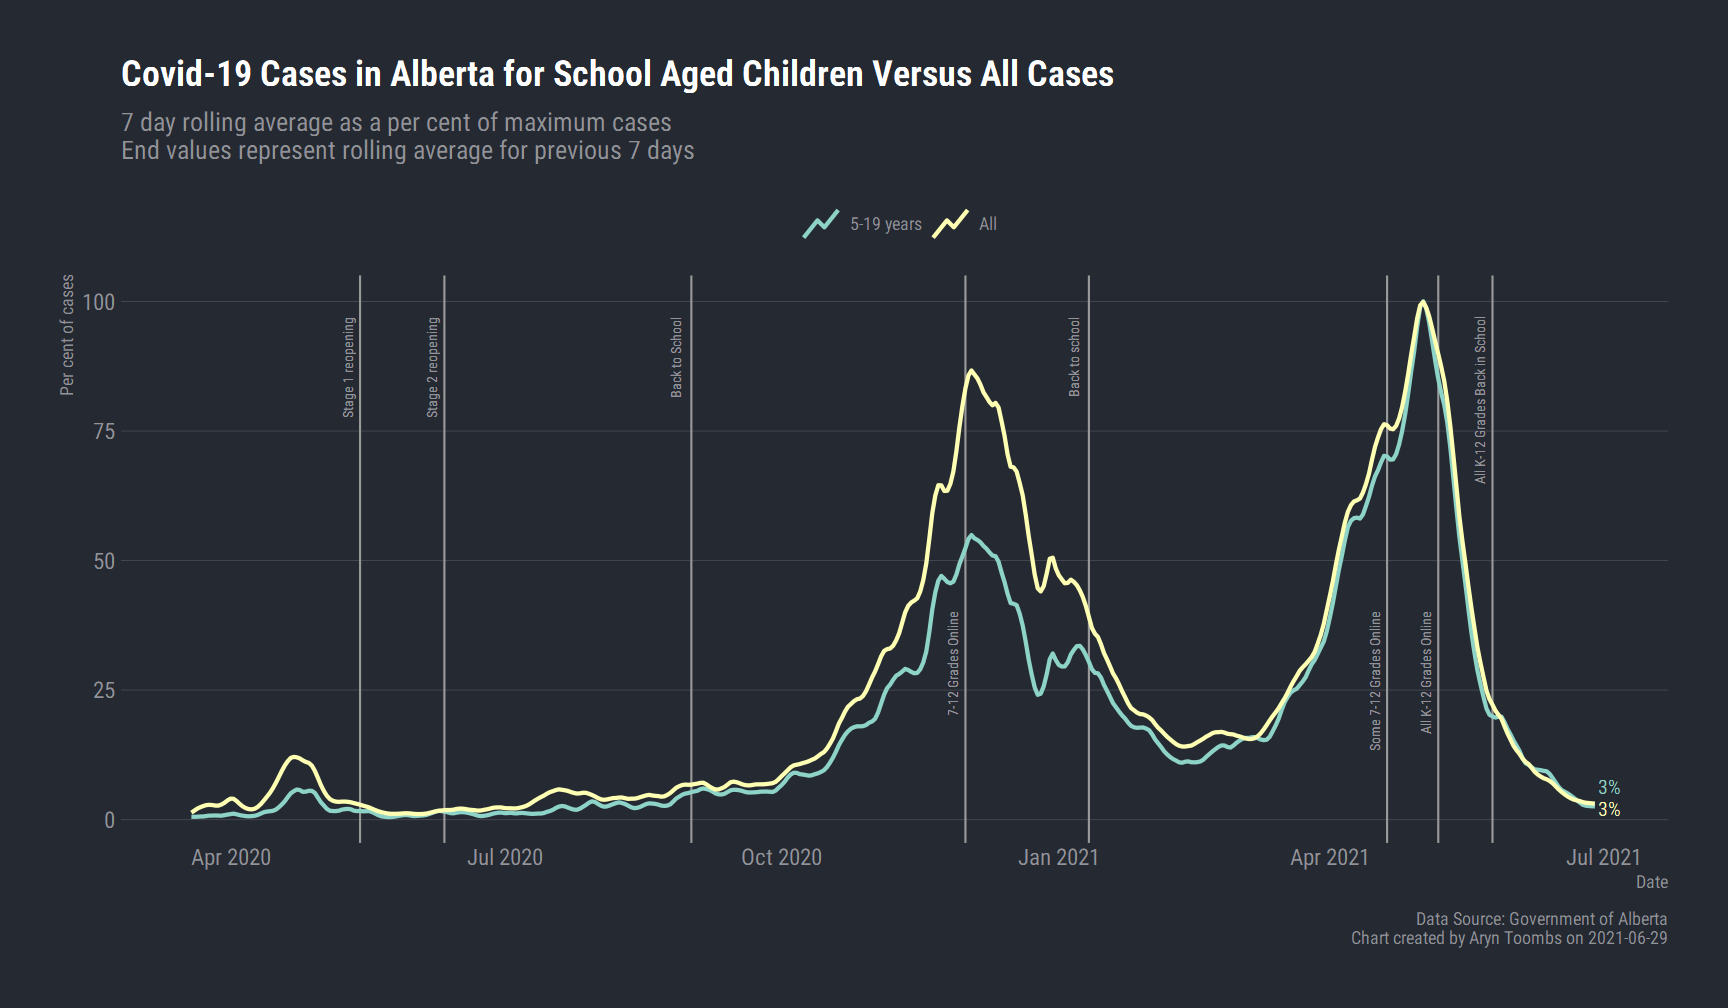 Covid-19 Cases in Alberta for School Aged Children Versus All Cases
7 day rolling average as a per cent of maximum cases
End values represent rolling average for previous 7 days
5-19 years
All
Per cent of cases
100
75
50
25
0
Stage 1 reopening
Stage 2 reopening
Back to School
7-12 Grades Online
Back to school
Some 7-12 Grades Online
All K-12 Grades Online
All K-12 Grades Back in School
3%
3%
Apr 2020
Jul 2020
Oct 2020
Jan 2021
Apr 2021
Jul 2021
Date
Data Source: Government of Alberta
Chart created by Aryn Toombs on 2021-06-29